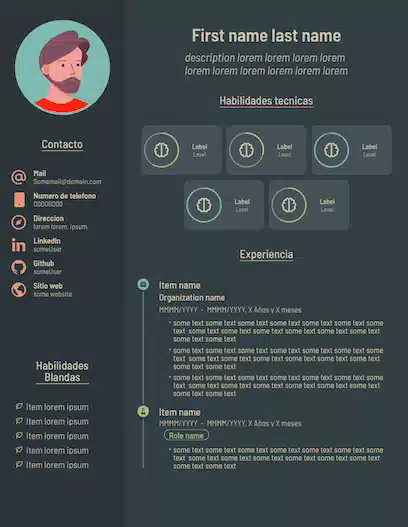 First name last name
description lorem lorem lorem lorem
lorem lorem lorem lorem lorem lorem
Habilidades tecnicas
Label
Level
Label
Level
Label
Level
Label
Level
Label
Level
Contacto
Mail
Somemail@domain.com
Numero de telefono
00000000
Direccion
lorem lorem, ipsum.
LinkedIn
someUser
Github
someUser
Sitio web
some website
Habilidades
Blandas
Item lorem ipsum
Item lorem ipsum
Item lorem ipsum
Item lorem ipsum
Item lorem ipsum
Experiencia
Item name
Organization name
MMMM/YYYY - MMMM/YYYY, X Años y X meses
• some text some text some text some text some text some
text some text some text some text some text some text
some text some text
• some text some text some text some text some text some
text some text some text some text some text some text
some text some text
• some text some text some text some text some text some
text some text some text some text some text some text
some text some text
Item name
MMMM/YYYY - MMMM/YYYY, X Años y X meses
Role name
• some text some text some text some text some text some
text some text some text some text some text some text
some text some text